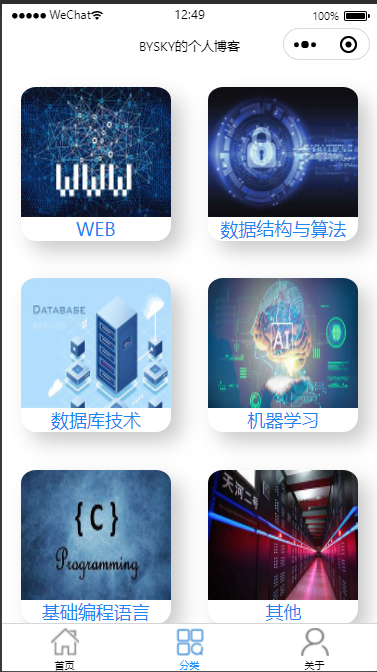 WeChat 12:49 100%
BYSKY的个人博客
WWW
WEB
数据结构与算法
DATABASE
AI
数据库技术
机器学习
{C}
Programming
天河二号
基础编程语言
其他
首页
分类
关于